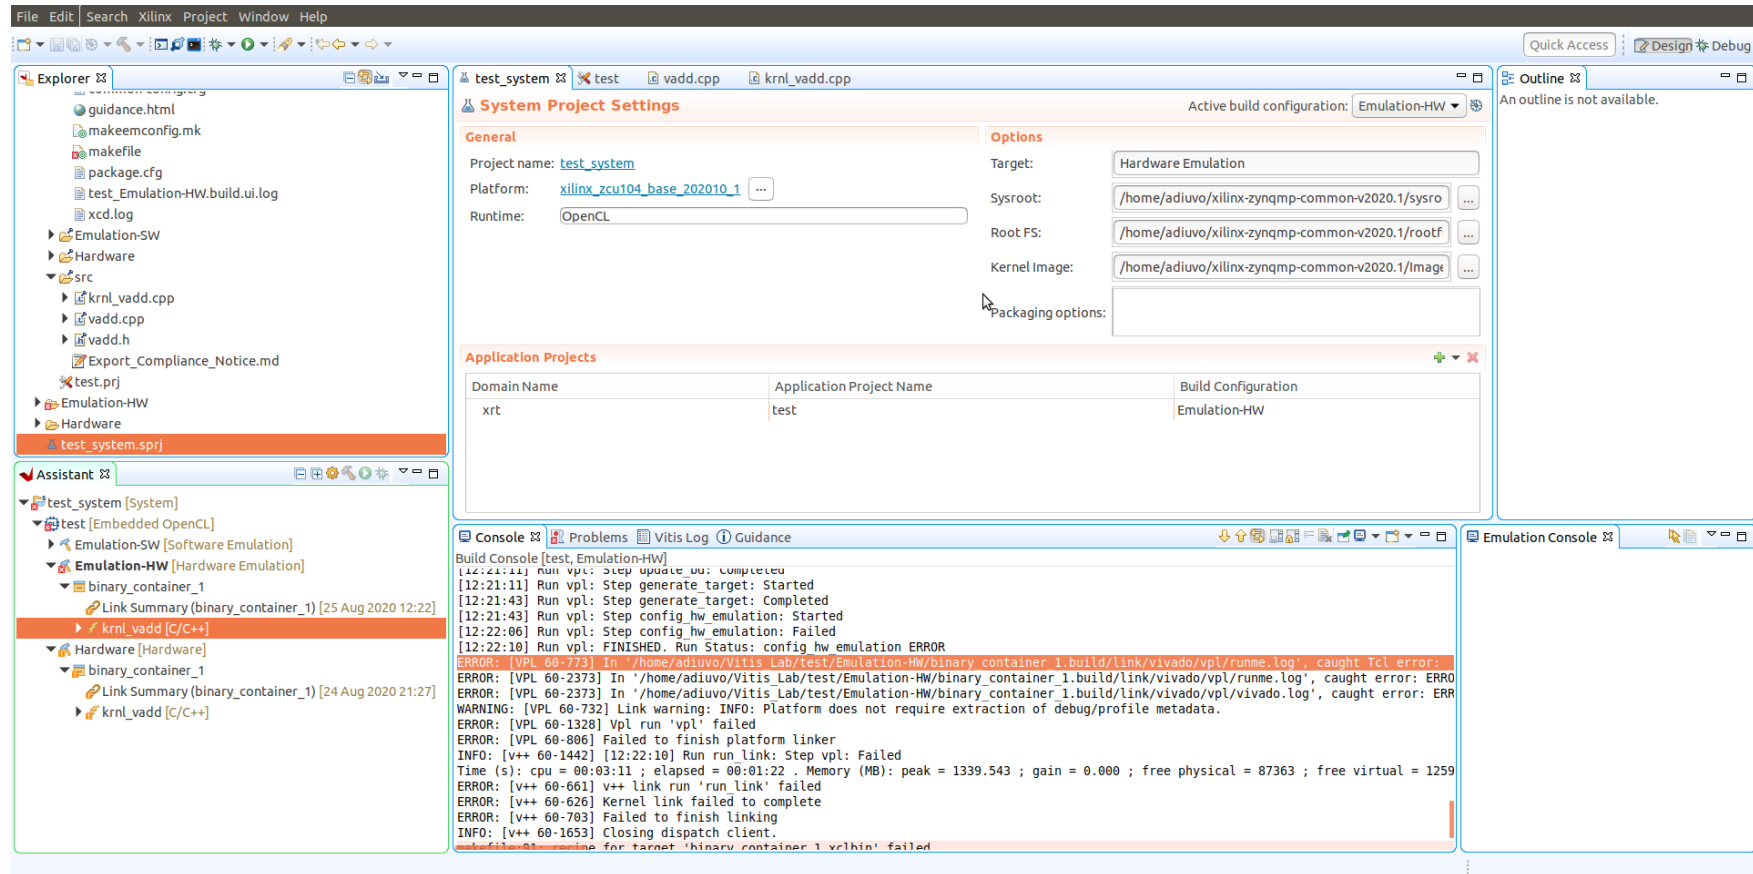 File Edit Search Xilinx Project Window Help
Quick Access
Design
Debug
Explorer
guidance.html
makeemconfig.mk
makefile
package.cfg
test_Emulation-HW.build.ui.log
xcd.log
Emulation-SW
Hardware
src
krnl_vadd.cpp
vadd.cpp
vadd.h
Export_Compliance_Notice.md
test.prj
Emulation-HW
Hardware
test_system.sprj
Assistant
test_system [System]
test [Embedded OpenCL]
Emulation-SW [Software Emulation]
Emulation-HW [Hardware Emulation]
binary_container_1
Link Summary (binary_container_1) [25 Aug 2020 12:22]
krnl_vadd [C/C++]
Hardware [Hardware]
binary_container_1
Link Summary (binary_container_1) [24 Aug 2020 21:27]
krnl_vadd [C/C++]
test_system
test
vadd.cpp
krnl_vadd.cpp
System Project Settings
Active build configuration: Emulation-HW
General
Project name: test_system
Platform: xilinx_zcu104_base_202010_1 ...
Runtime: OpenCL
Options
Target: Hardware Emulation
Sysroot: /home/adiuvo/xilinx-zynqmp-common-v2020.1/sysro ...
Root FS: /home/adiuvo/xilinx-zynqmp-common-v2020.1/rootf ...
Kernel Image: /home/adiuvo/xilinx-zynqmp-common-v2020.1/Image ...
Packaging options:
Application Projects
Domain Name Application Project Name Build Configuration
xrt test Emulation-HW
Outline
An outline is not available.
Console Problems Vitis Log Guidance
Build Console [test, Emulation-HW]
[12:21:11] Run vpl: Step update_bd: Completed
[12:21:11] Run vpl: Step generate_target: Started
[12:21:43] Run vpl: Step generate_target: Completed
[12:21:43] Run vpl: Step config_hw_emulation: Started
[12:22:06] Run vpl: Step config_hw_emulation: Failed
[12:22:10] Run vpl: FINISHED. Run Status: config_hw_emulation ERROR
ERROR: [VPL 60-773] In '/home/adiuvo/Vitis_Lab/test/Emulation-HW/binary_container_1.build/link/vivado/vpl/runme.log', caught Tcl error:
ERROR: [VPL 60-2373] In '/home/adiuvo/Vitis_Lab/test/Emulation-HW/binary_container_1.build/link/vivado/vpl/runme.log', caught error: ERRO
ERROR: [VPL 60-2373] In '/home/adiuvo/Vitis_Lab/test/Emulation-HW/binary_container_1.build/link/vivado/vpl/vivado.log', caught error: ERR
WARNING: [VPL 60-732] Link warning: INFO: Platform does not require extraction of debug/profile metadata.
ERROR: [VPL 60-1328] Vpl run 'vpl' failed
ERROR: [VPL 60-806] Failed to finish platform linker
INFO: [v++ 60-1442] [12:22:10] Run run_link: Step vpl: Failed
Time (s): cpu = 00:03:11 ; elapsed = 00:01:22 . Memory (MB): peak = 1339.543 ; gain = 0.000 ; free physical = 87363 ; free virtual = 1259
ERROR: [v++ 60-661] v++ link run 'run_link' failed
ERROR: [v++ 60-626] Kernel link failed to complete
ERROR: [v++ 60-703] Failed to finish linking
INFO: [v++ 60-1653] Closing dispatch client.
makefile:91: recipe for target 'binary_container_1.xclbin' failed
Emulation Console